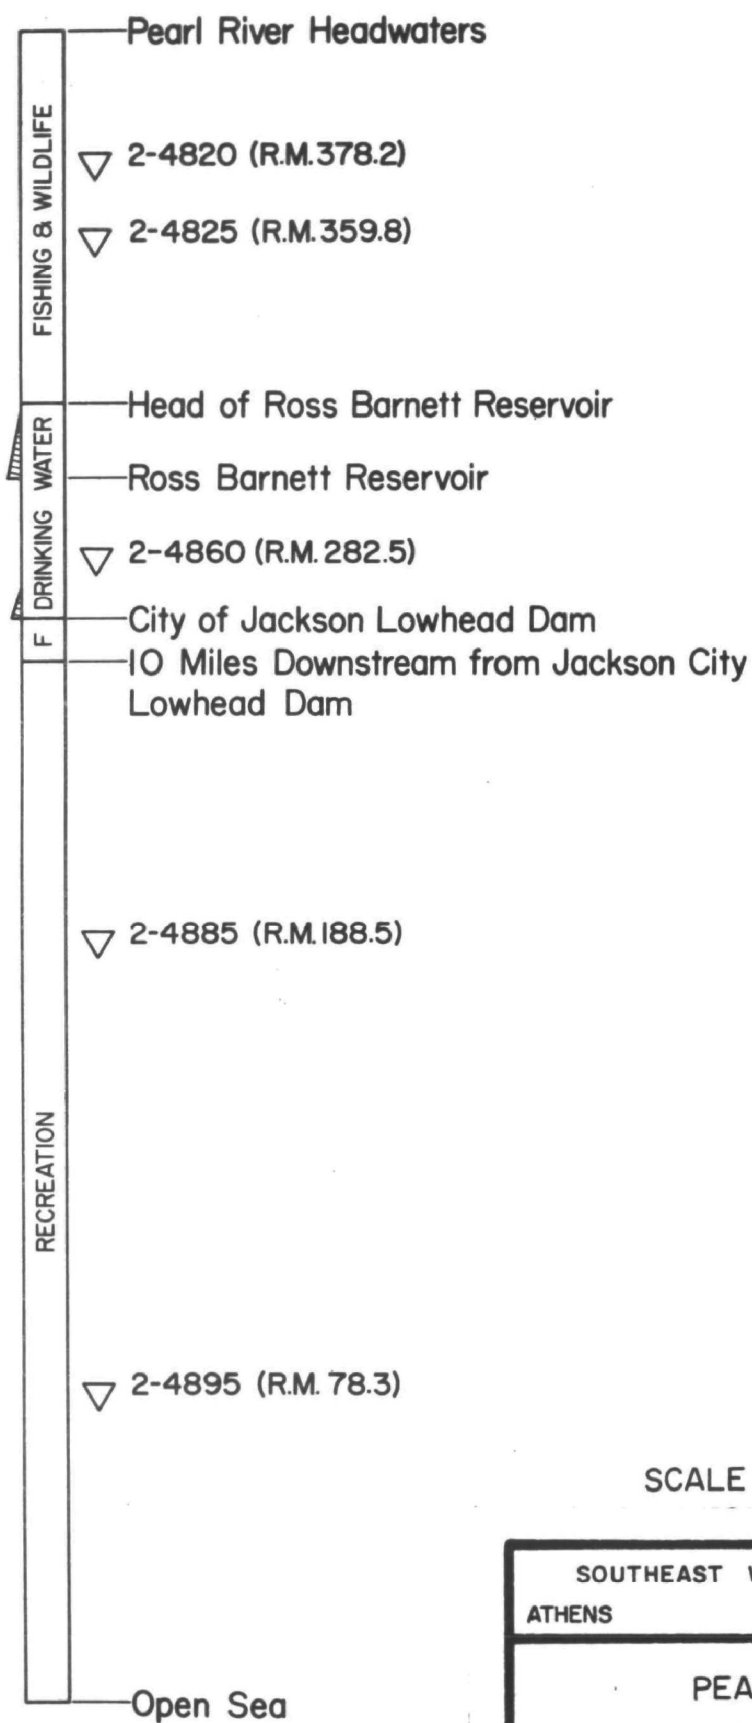 Pearl River Headwaters
FISHING & WILDLIFE
2-4820 (R.M. 378.2)
2-4825 (R.M. 359.8)
Head of Ross Barnett Reservoir
DRINKING WATER
Ross Barnett Reservoir
2-4860 (R.M. 282.5)
City of Jackson Lowhead Dam
F
10 Miles Downstream from Jackson City
Lowhead Dam
2-4885 (R.M. 188.5)
RECREATION
2-4895 (R.M. 78.3)
SCALE
SOUTHEAST
ATHENS
PEA
Open Sea